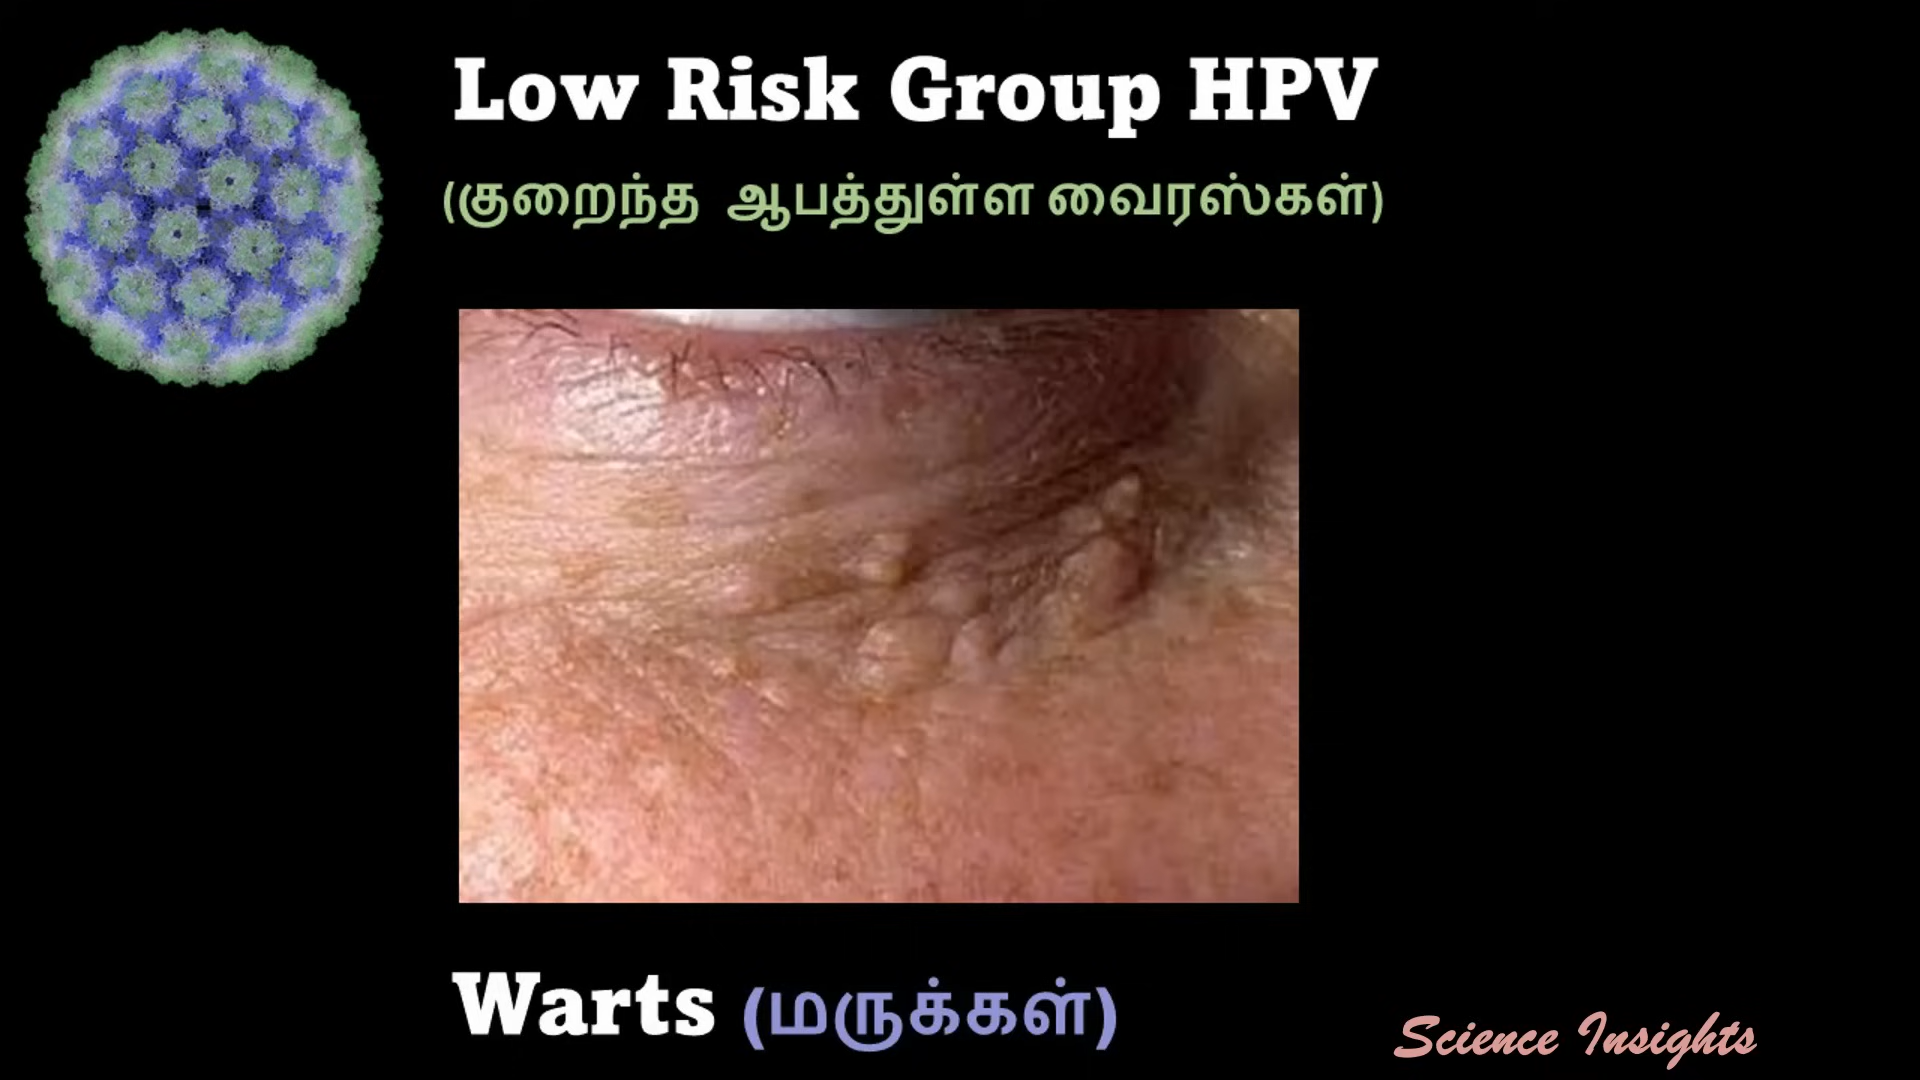 Low Risk Group HPV
(குறைந்த ஆபத்துள்ள வைரஸ்கள்)
Warts (மருக்கள்)
Science Insights